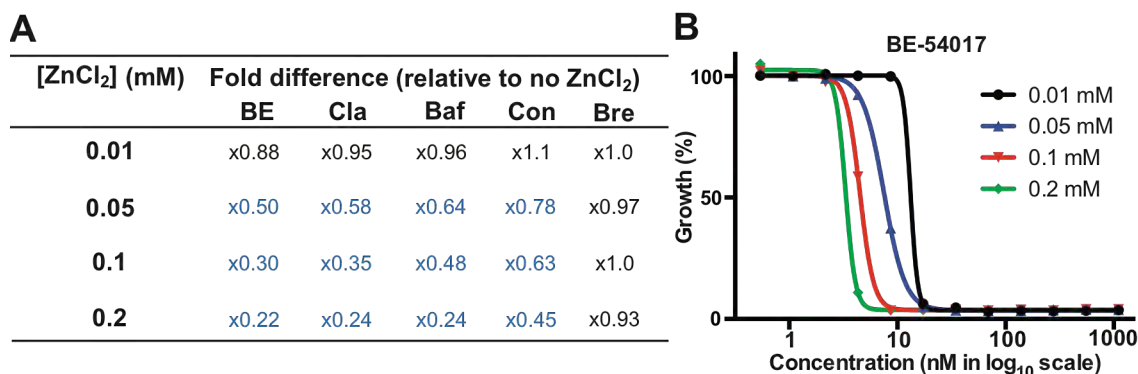 A
[ZnCl₂] (mM) Fold difference (relative to no ZnCl₂)
BE Cla Baf Con Bre
0.01 x0.88 x0.95 x0.96 x1.1 x1.0
0.05 x0.50 x0.58 x0.64 x0.78 x0.97
0.1 x0.30 x0.35 x0.48 x0.63 x1.0
0.2 x0.22 x0.24 x0.24 x0.45 x0.93
B
BE-54017
Growth (%)
100
50
0
0.01 mM
0.05 mM
0.1 mM
0.2 mM
1 10 100 1000
Concentration (nM in log₁₀ scale)